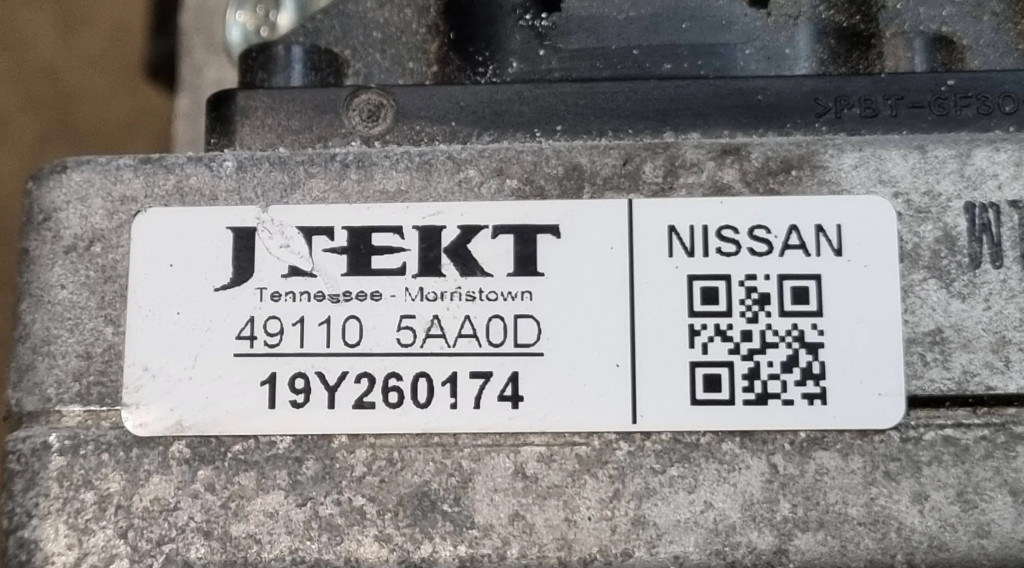 >PBT-GF30
JTEKT
Tennessee - Morristown
49110 5AA0D
19Y260174
NISSAN